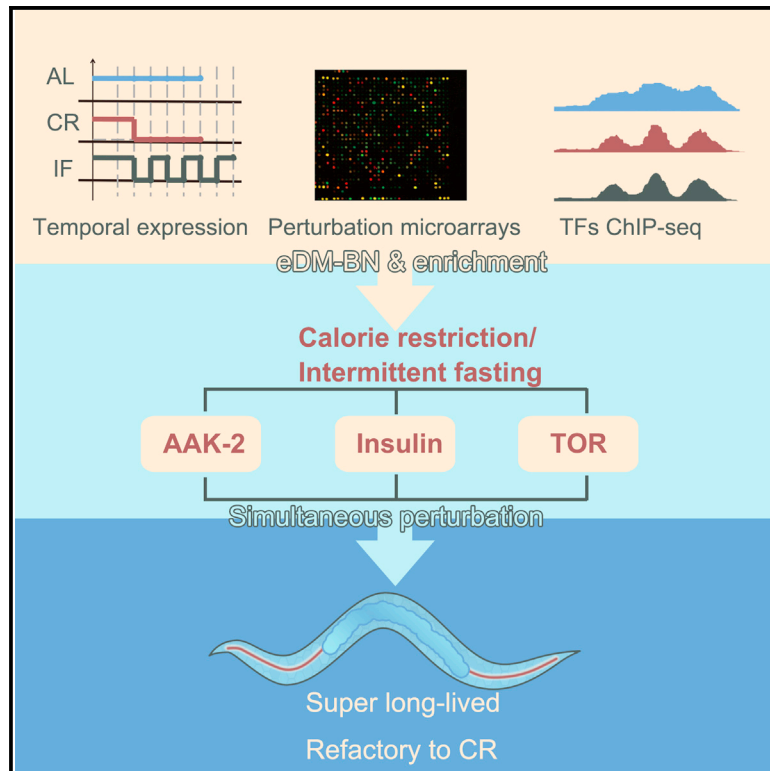 AL
CR
IF
Temporal expression
Perturbation microarrays
TFs ChIP-seq
eDM-BN & enrichment
Calorie restriction/
Intermittent fasting
AAK-2
Insulin
TOR
Simultaneous perturbation
Super long-lived
Refactory to CR